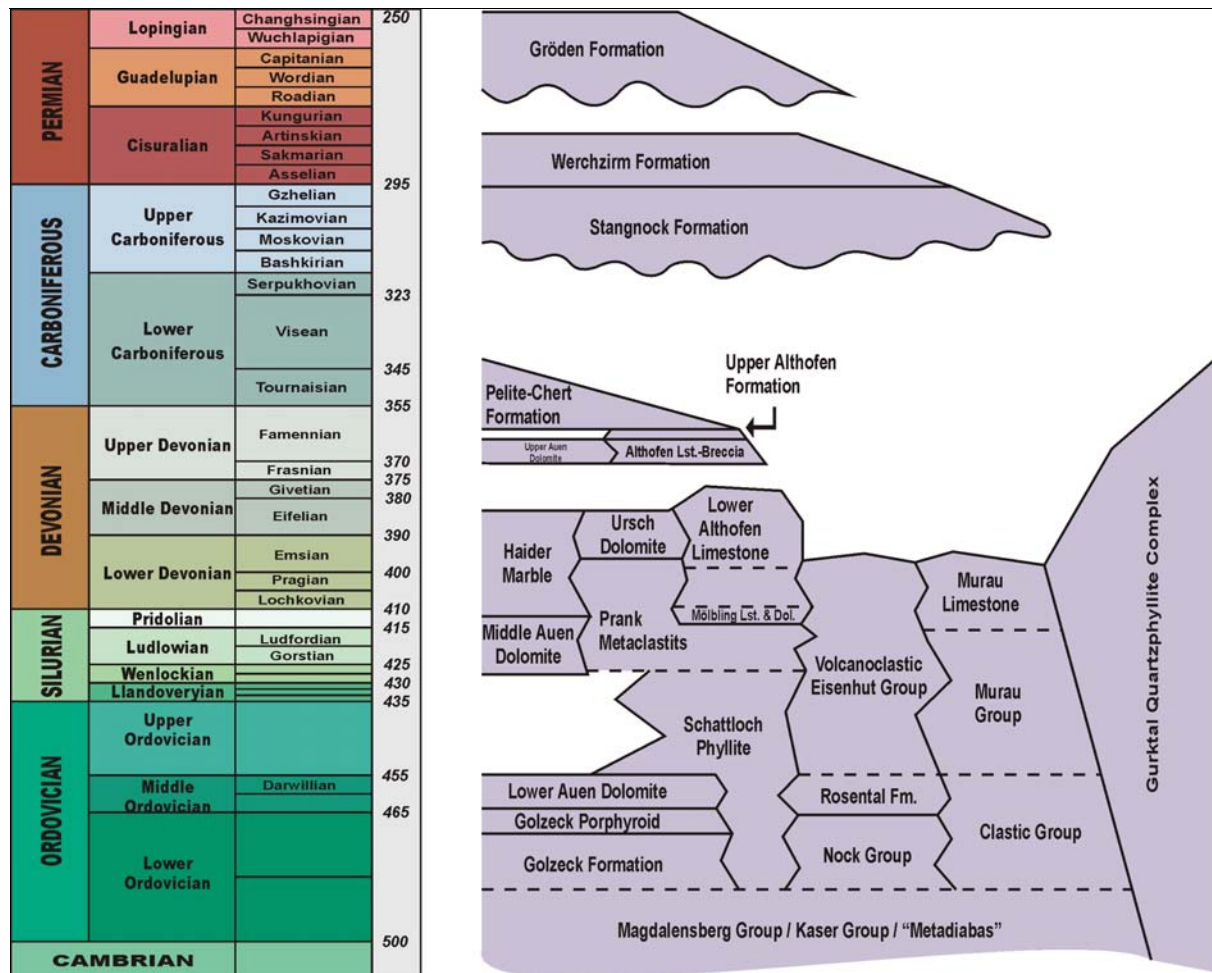 PERMIAN
Lopingian
Changhsingian
Wuchlapigian
250
Guadelupian
Capitanian
Wordian
Roadian
Cisuralian
Kungurian
Artinskian
Sakmarian
Asselian
295
CARBONIFEROUS
Upper
Carboniferous
Gzhelian
Kazimovian
Moskovian
Bashkirian
Lower
Carboniferous
Serpukhovian
323
Visean
345
Tournaisian
355
DEVONIAN
Upper Devonian
Famennian
370
Frasnian
375
Middle Devonian
Givetian
380
Eifelian
390
Lower Devonian
Emsian
400
Pragian
Lochkovian
410
SILURIAN
Pridolian
415
Ludlowian
Ludfordian
Gorstian
425
Wenlockian
430
Llandoveryian
435
ORDOVICIAN
Upper
Ordovician
455
Middle
Ordovician
Darwillian
465
Lower
Ordovician
500
CAMBRIAN
Gröden Formation
Werchzirm Formation
Stangnock Formation
Upper Althofen
Formation
Pelite-Chert
Formation
Upper Auen
Dolomite
Althofen Lst.-Breccia
Haider
Marble
Ursch
Dolomite
Lower
Althofen
Limestone
Mölbling Lst. & Dol.
Middle Auen
Dolomite
Prank
Metaclastits
Volcanoclastic
Eisenhut Group
Murau
Limestone
Murau
Group
Schattloch
Phyllite
Lower Auen Dolomite
Golzeck Porphyroid
Golzeck Formation
Rosental Fm.
Nock Group
Clastic Group
Magdalensberg Group / Kaser Group / “Metadiabas”
Gurktal Quartzphyllite Complex